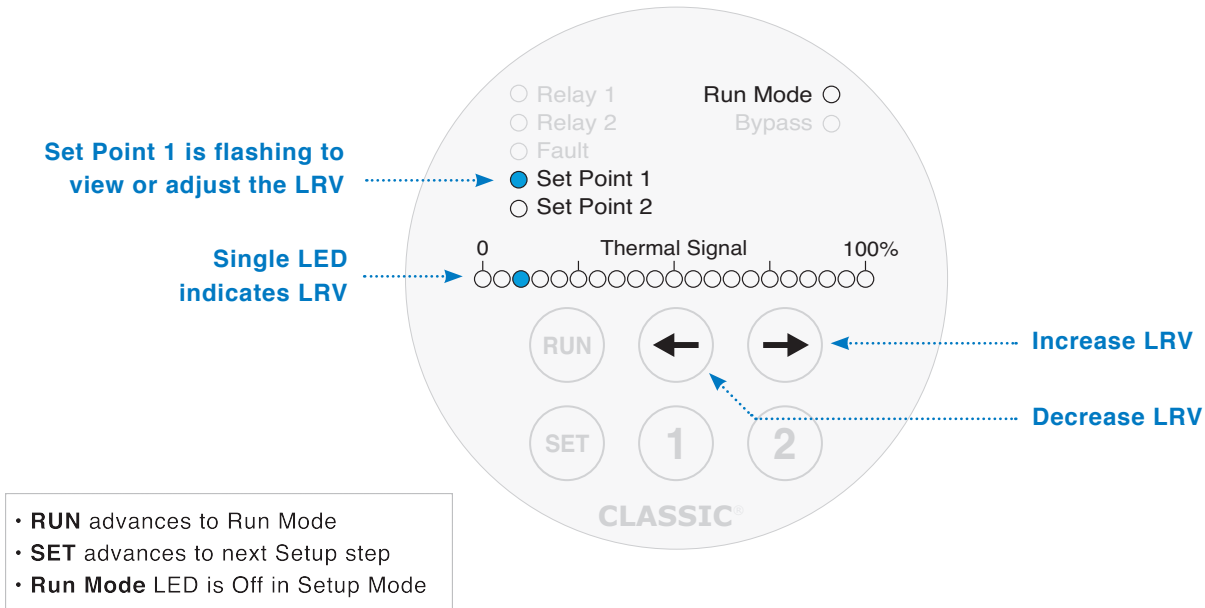 Relay 1
Run Mode
Relay 2
Bypass
Fault
Set Point 1 is flashing to
view or adjust the LRV
Set Point 1
Set Point 2
0
Thermal Signal
100%
Single LED
indicates LRV
RUN
Increase LRV
Decrease LRV
SET
1
2
CLASSIC®
• RUN advances to Run Mode
• SET advances to next Setup step
• Run Mode LED is Off in Setup Mode